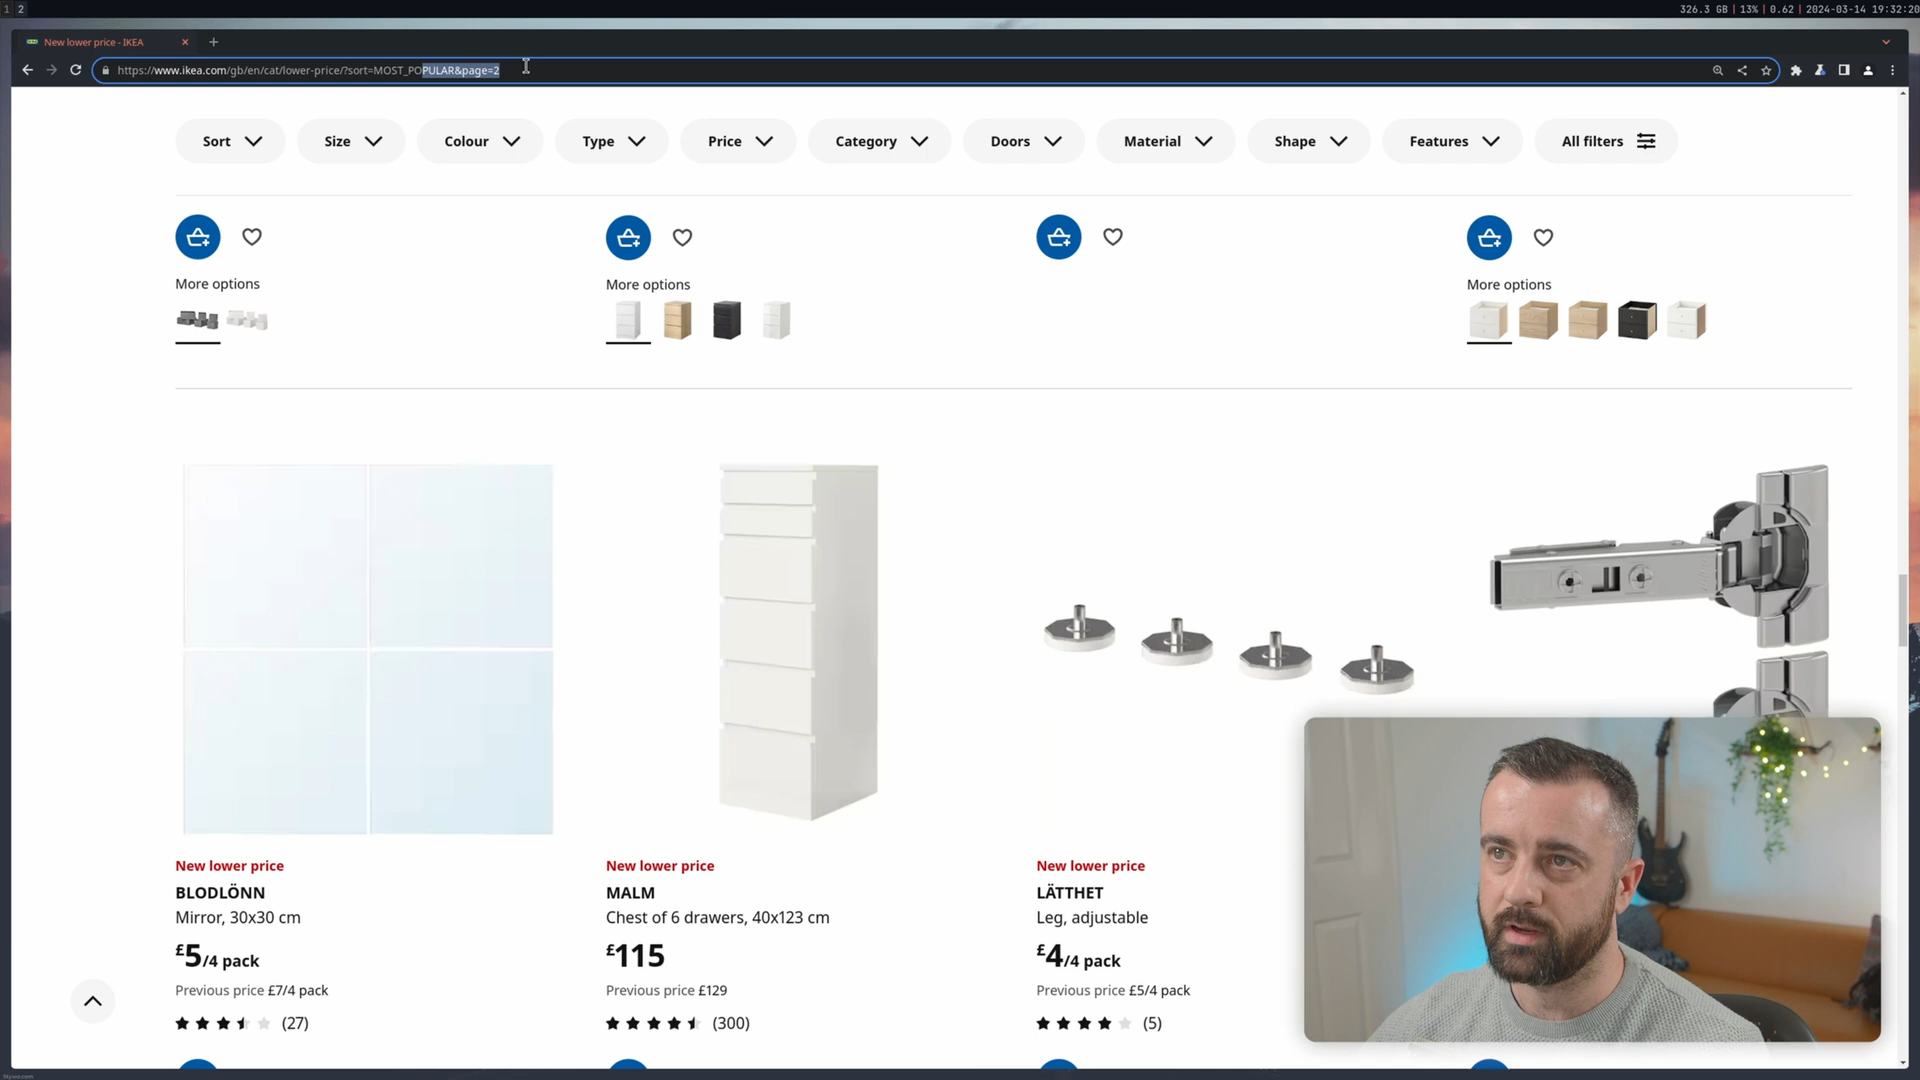 1 2
326.3 GB | 13% | 0.62 | 2024-03-14 19:32:20
New lower price - IKEA
https://www.ikea.com/gb/en/cat/lower-price/?sort=MOST_POPULAR&page=2
Sort Size Colour Type Price Category Doors Material Shape Features All filters
More options More options More options
New lower price
BLODLÖNN
Mirror, 30x30 cm
£5/4 pack
Previous price £7/4 pack
(27)
New lower price
MALM
Chest of 6 drawers, 40x123 cm
£115
Previous price £129
(300)
New lower price
LÄTTHET
Leg, adjustable
£4/4 pack
Previous price £5/4 pack
(5)